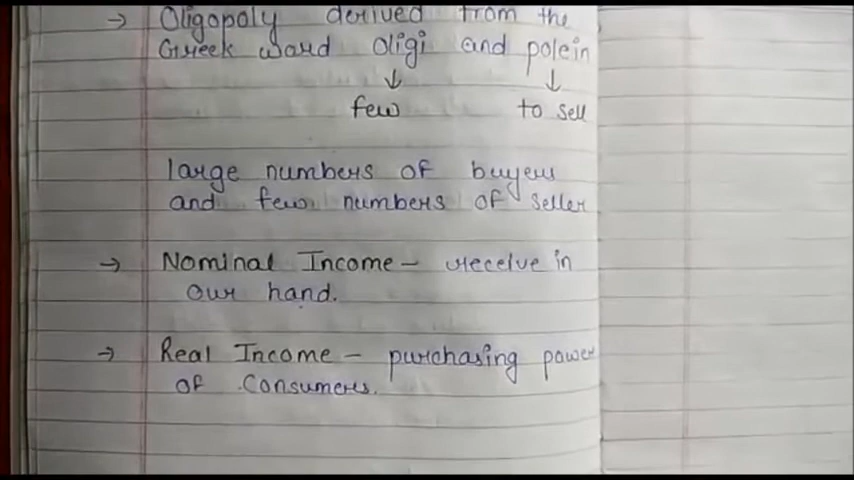 → Oligopoly derived from the
Greek word oligi and polein
↓ ↓
few to sell
large numbers of buyers
and few numbers of seller
→ Nominal Income - receive in
our hand.
→ Real Income - purchasing power
of consumers.